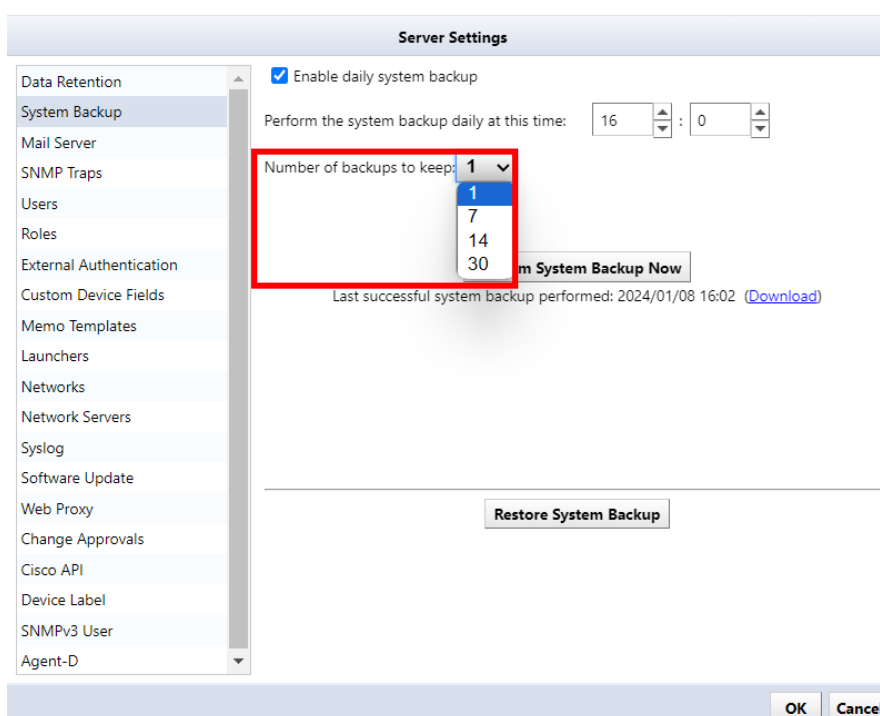 Server Settings
Data Retention
System Backup
Mail Server
SNMP Traps
Users
Roles
External Authentication
Custom Device Fields
Memo Templates
Launchers
Networks
Network Servers
Syslog
Software Update
Web Proxy
Change Approvals
Cisco API
Device Label
SNMPv3 User
Agent-D
Enable daily system backup
Perform the system backup daily at this time: 16 : 0
Number of backups to keep: 1
1
7
14
30
m System Backup Now
Last successful system backup performed: 2024/01/08 16:02 (Download)
Restore System Backup
OK Cancel